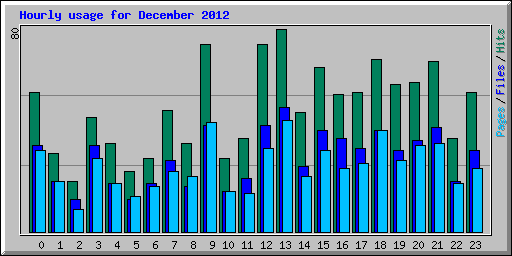 Hourly usage for December 2012
80
Pages / Files / Hits
0 1 2 3 4 5 6 7 8 9 10 11 12 13 14 15 16 17 18 19 20 21 22 23